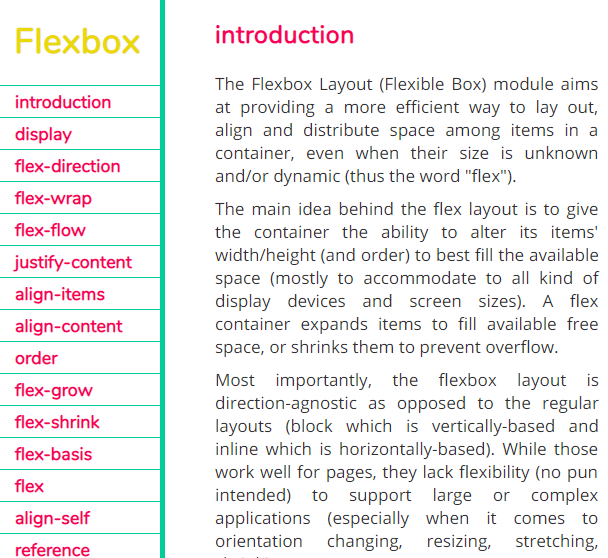 Flexbox
introduction
display
flex-direction
flex-wrap
flex-flow
justify-content
align-items
align-content
order
flex-grow
flex-shrink
flex-basis
flex
align-self
reference
introduction
The Flexbox Layout (Flexible Box) module aims
at providing a more efficient way to lay out,
align and distribute space among items in a
container, even when their size is unknown
and/or dynamic (thus the word "flex").
The main idea behind the flex layout is to give
the container the ability to alter its items'
width/height (and order) to best fill the available
space (mostly to accommodate to all kind of
display devices and screen sizes). A flex
container expands items to fill available free
space, or shrinks them to prevent overflow.
Most importantly, the flexbox layout is
direction-agnostic as opposed to the regular
layouts (block which is vertically-based and
inline which is horizontally-based). While those
work well for pages, they lack flexibility (no pun
intended) to support large or complex
applications (especially when it comes to
orientation changing, resizing, stretching,